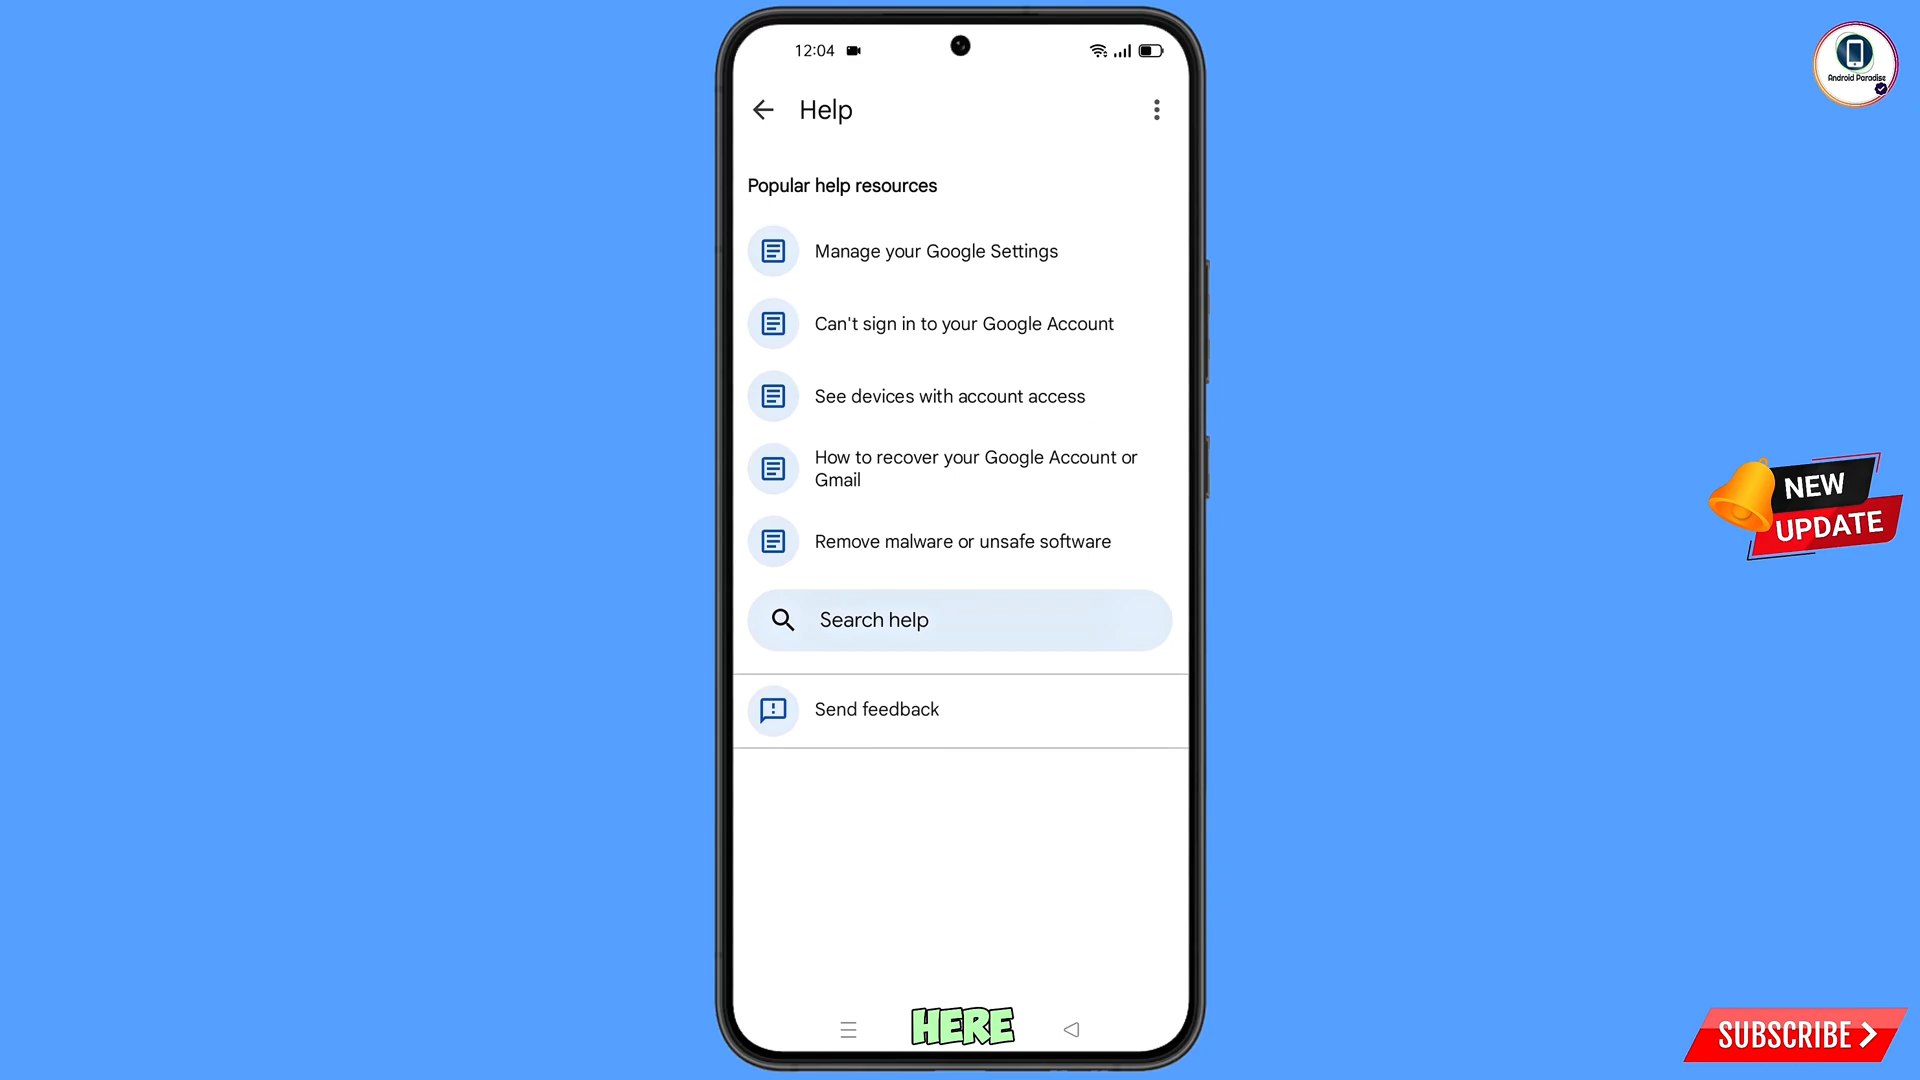 12:04
Android Paradise
Help
Popular help resources
Manage your Google Settings
Can't sign in to your Google Account
See devices with account access
How to recover your Google Account or
Gmail
NEW
UPDATE
Remove malware or unsafe software
Search help
Send feedback
HERE
SUBSCRIBE